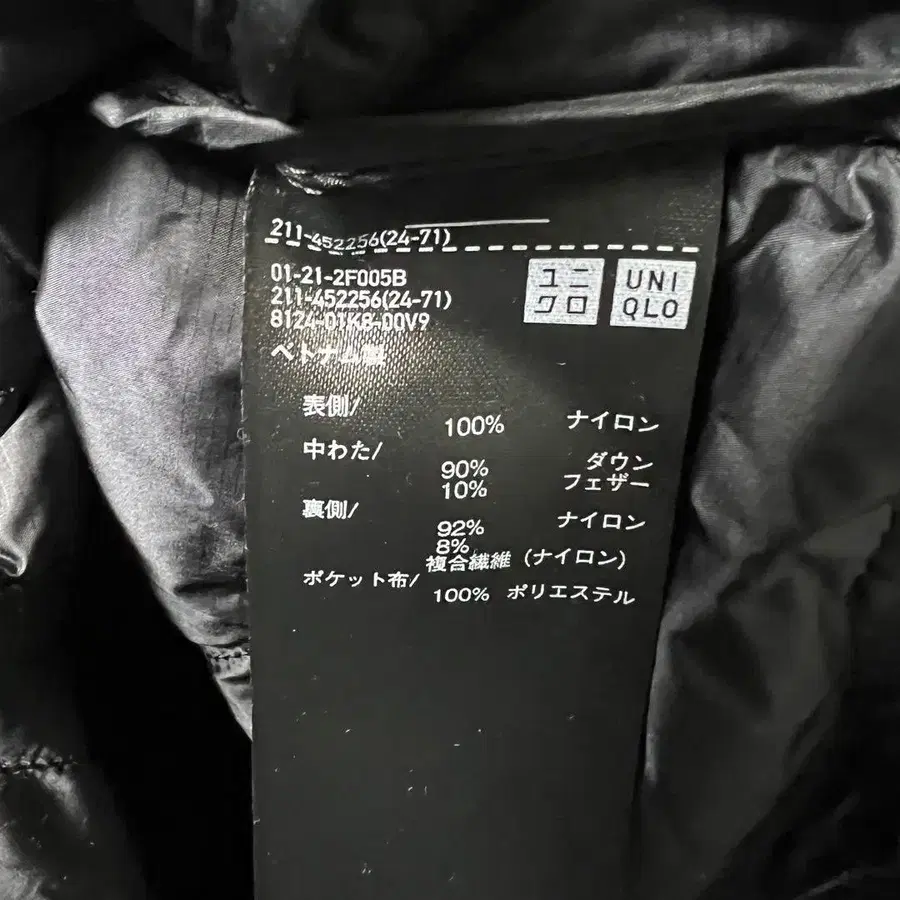 211-452256(24-71)
01-21-2F005B
211-452256(24-71)
8124-01K8-00V9
ベトナム製
ユニ
クロ
UNI
QLO
表側/
100% ナイロン
中わた/
90% ダウン
10% フェザー
裏側/
92% ナイロン
8%
複合繊維 (ナイロン)
ポケット布/
100% ポリエステル